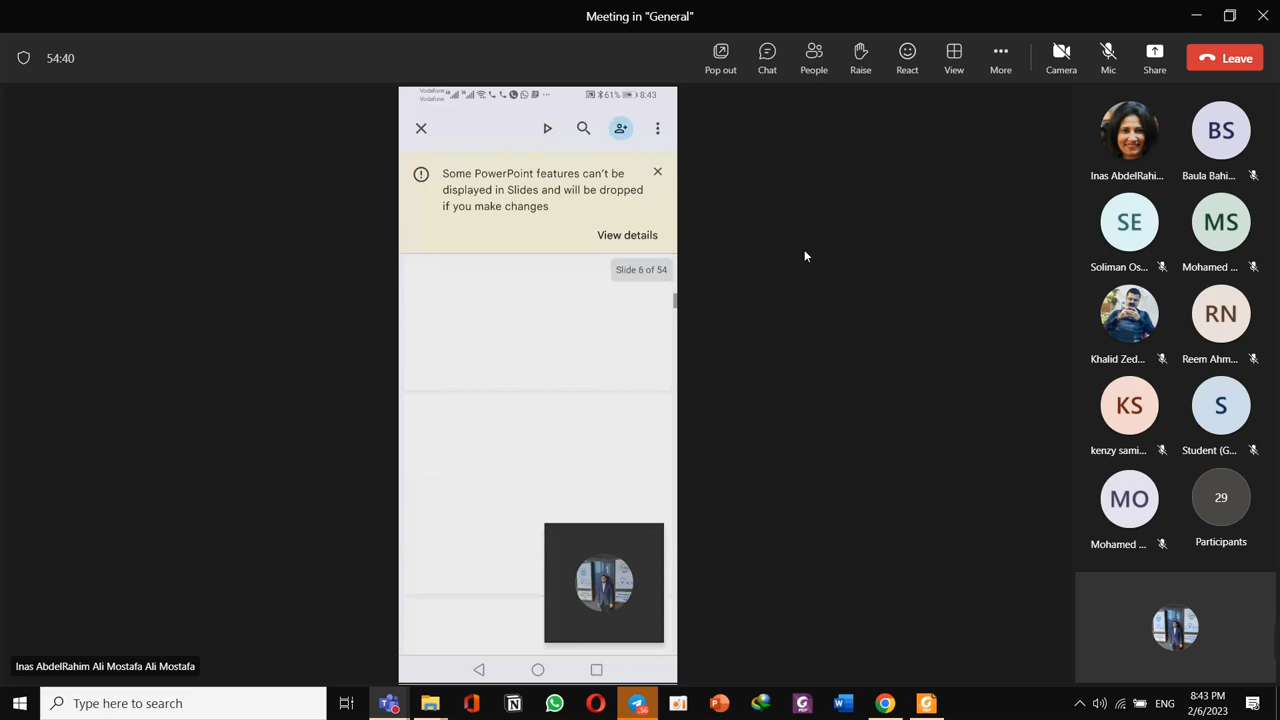 Meeting in "General"
54:40
Pop out
Chat
People
Raise
React
View
More
Camera
Mic
Share
Leave
Vodafone
Vodafone
61%
8:43
Some PowerPoint features can't be
displayed in Slides and will be dropped
if you make changes
View details
Slide 6 of 54
Inas AbdelRahi...
BS
Baula Bahi...
SE
Soliman Os...
MS
Mohamed ...
Khalid Zed...
RN
Reem Ahm...
KS
kenzy sami...
S
Student (G...
MO
Mohamed ...
29
Participants
Inas AbdelRahim Ali Mostafa Ali Mostafa
Type here to search
ENG
8:43 PM
2/6/2023